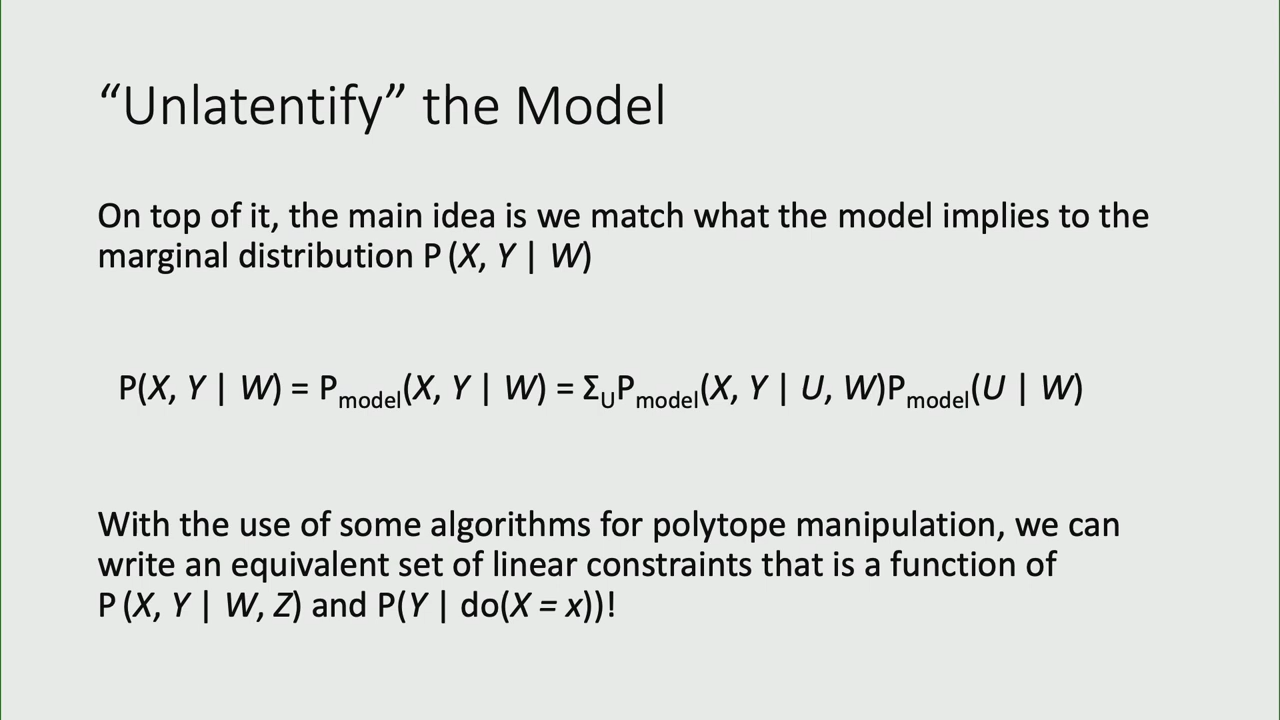 “Unlatentify” the Model
On top of it, the main idea is we match what the model implies to the
marginal distribution P (X, Y | W)
P(X, Y | W) = Pmodel(X, Y | W) = ΣUPmodel(X, Y | U, W)Pmodel(U | W)
With the use of some algorithms for polytope manipulation, we can
write an equivalent set of linear constraints that is a function of
P (X, Y | W, Z) and P(Y | do(X = x))!